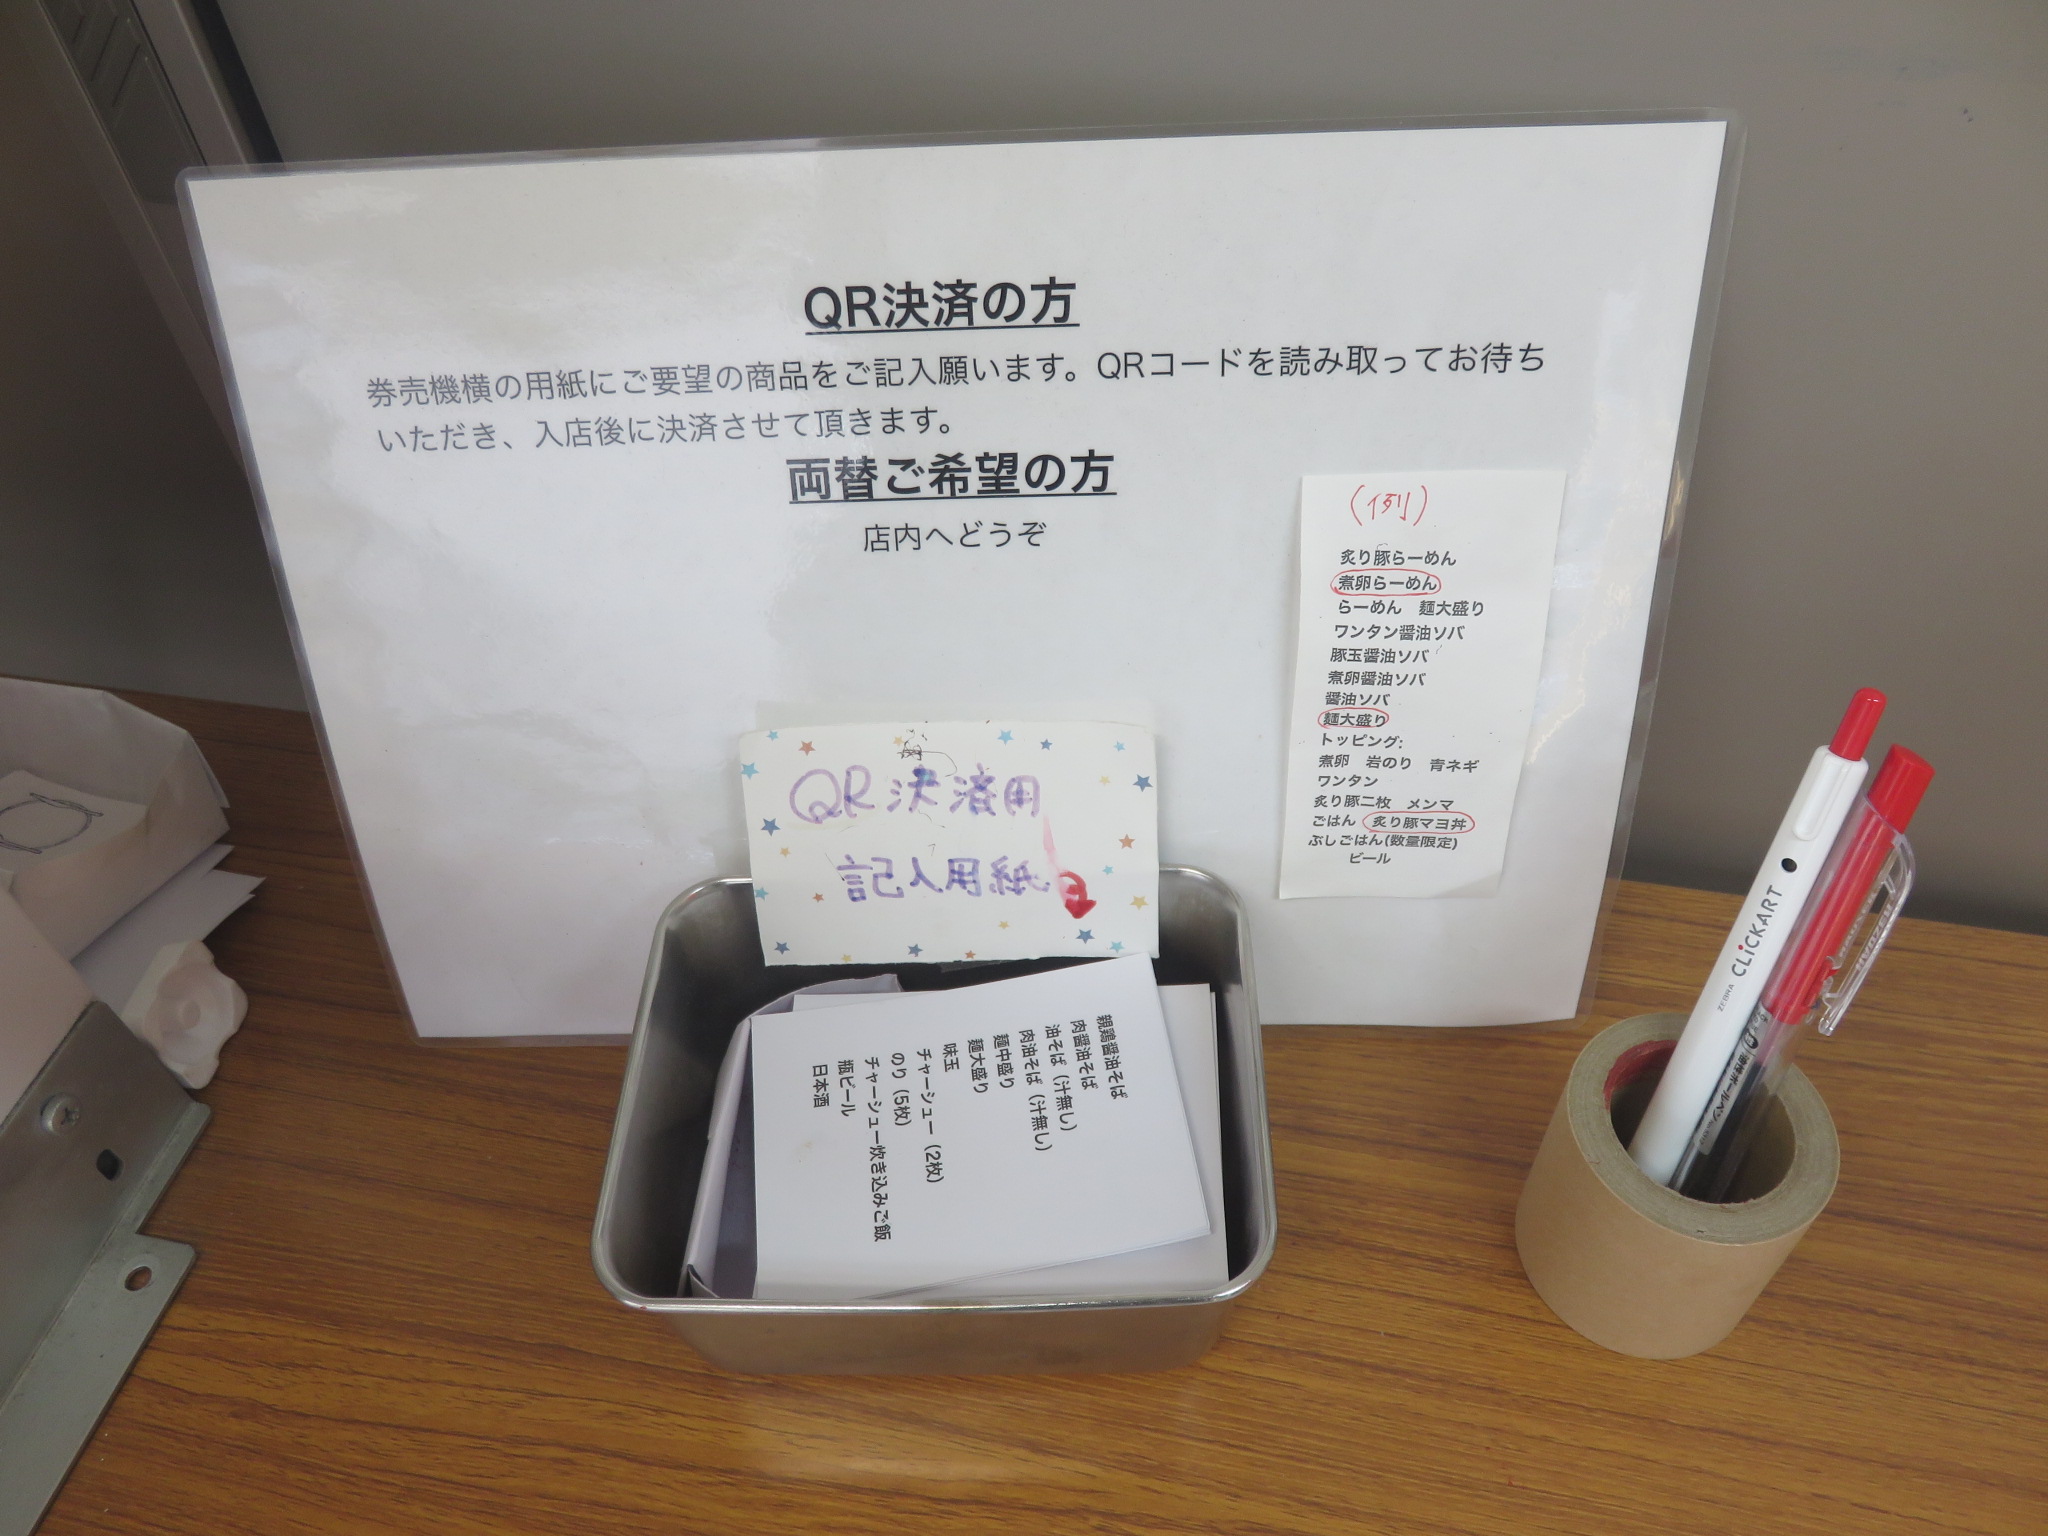 QR決済の方
券売機横の用紙にご要望の商品をご記入願います。QRコードを読み取ってお待ち
いただき、入店後に決済させて頂きます。
両替ご希望の方
店内へどうぞ
(例)
炙り豚らーめん
煮卵らーめん
らーめん 麺大盛り
ワンタン醤油ソバ
豚玉醤油ソバ
煮卵醤油ソバ
醤油ソバ
麺大盛り
トッピング:
煮卵 岩のり 青ネギ
ワンタン
炙り豚二枚 メンマ
ごはん 炙り豚マヨ丼
ぶしごはん(数量限定)
ビール
QR決済用
記入用紙
親鶏醤油そば
肉醤油そば
油そば（汁無し）
肉油そば（汁無し）
麺中盛り
麺大盛り
味玉
チャーシュー（2枚）
のり（5枚）
チャーシュー炊き込みご飯
瓶ビール
日本酒
ZEBRA CLiCKART
油性ボールペン